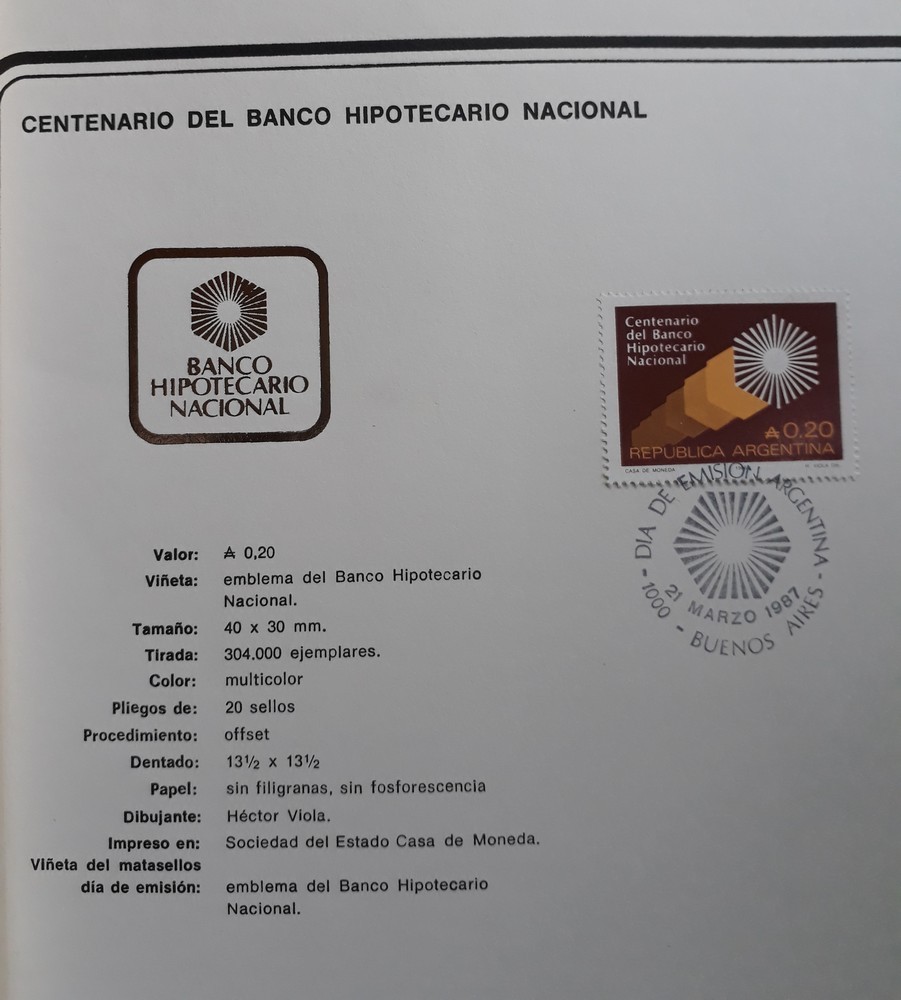 CENTENARIO DEL BANCO HIPOTECARIO NACIONAL
BANCO
HIPOTECARIO
NACIONAL
Centenario
del Banco
Hipotecario
Nacional
₳ 0,20
REPUBLICA ARGENTINA
CASA DE MONEDA
DIA DE EMISION ARGENTINA
21 MARZO 1987
- 1000 - BUENOS AIRES -
Valor: ₳ 0,20
Viñeta: emblema del Banco Hipotecario
Nacional.
Tamaño: 40 x 30 mm.
Tirada: 304.000 ejemplares.
Color: multicolor
Pliegos de: 20 sellos
Procedimiento: offset
Dentado: 13½ x 13½
Papel: sin filigranas, sin fosforescencia
Dibujante: Héctor Viola.
Impreso en: Sociedad del Estado Casa de Moneda.
Viñeta del matasellos
día de emisión: emblema del Banco Hipotecario
Nacional.